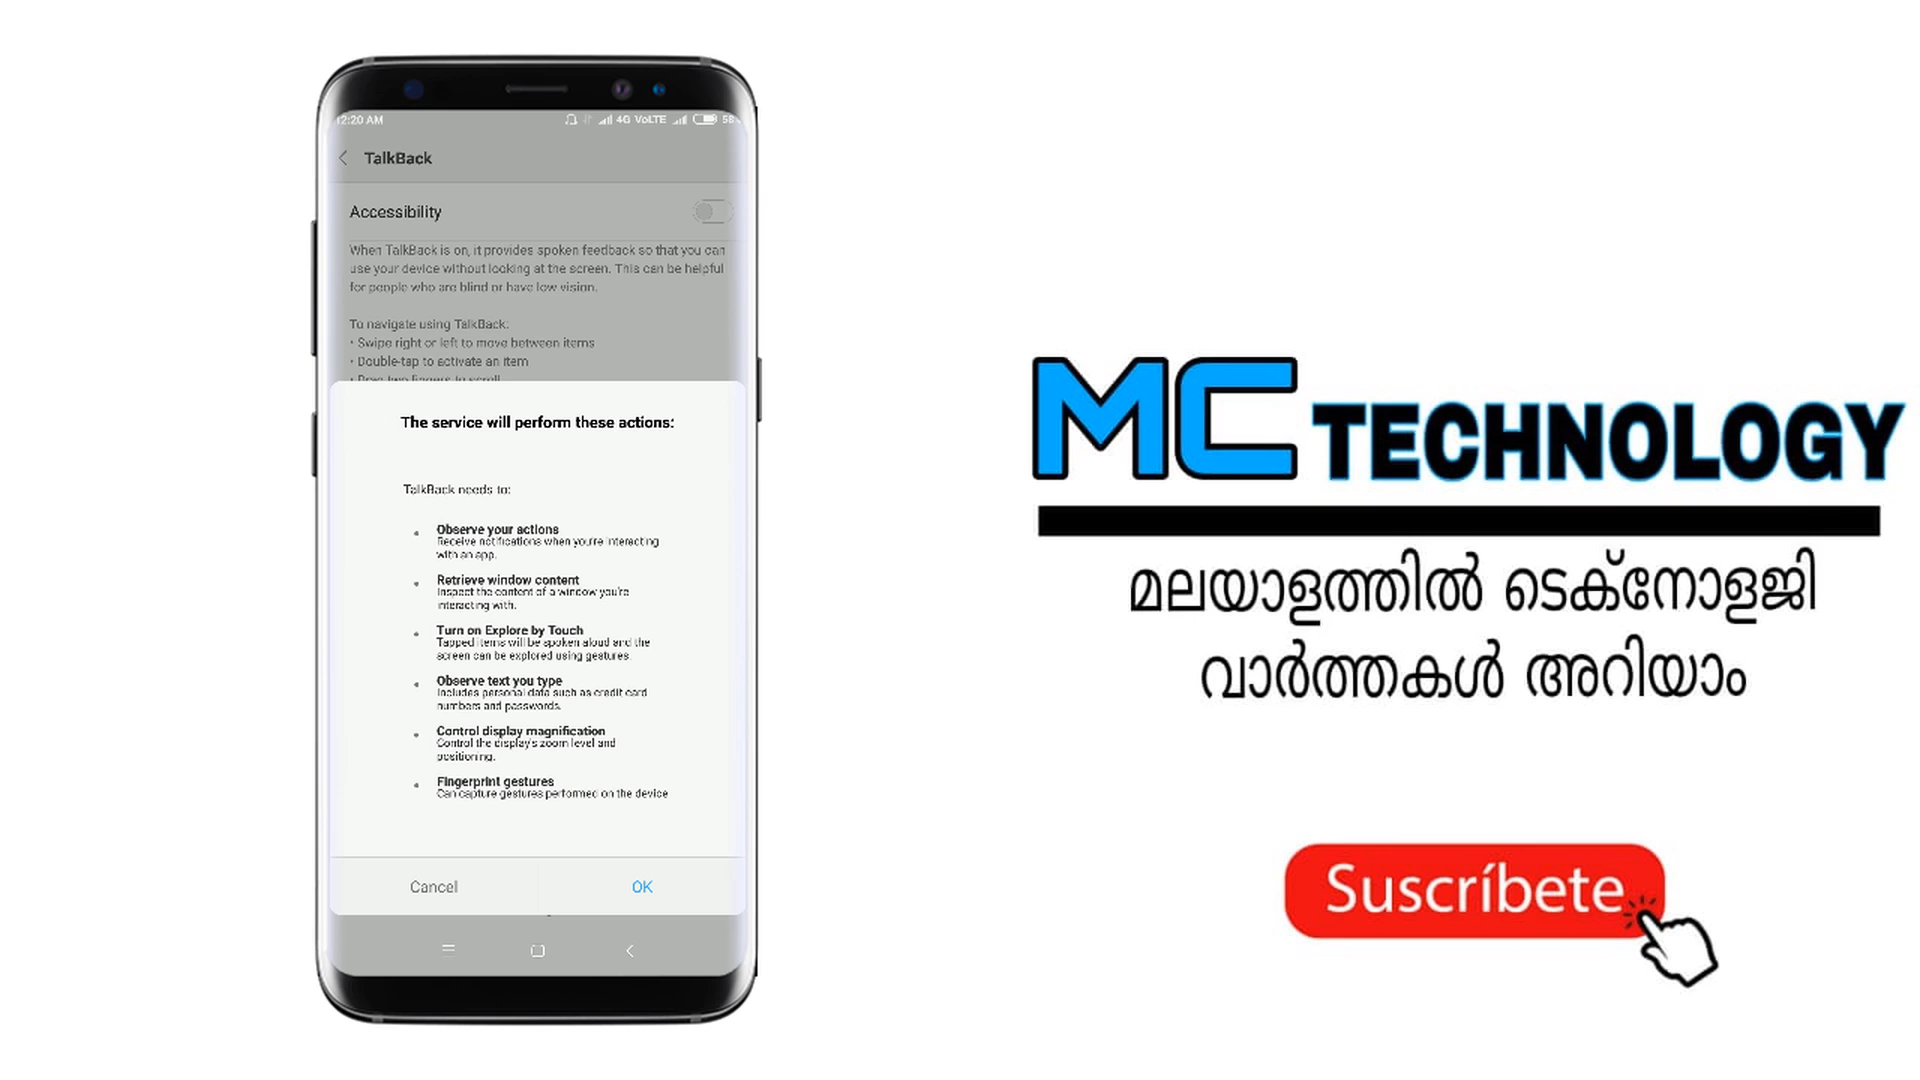 12:20 AM
4G VoLTE
TalkBack
Accessibility
When TalkBack is on, it provides spoken feedback so that you can
use your device without looking at the screen. This can be helpful
for people who are blind or have low vision.
To navigate using TalkBack:
• Swipe right or left to move between items
• Double-tap to activate an item
• Drag two fingers to scroll
The service will perform these actions:
TalkBack needs to:
• Observe your actions
Receive notifications when you're interacting
with an app.
• Retrieve window content
Inspect the content of a window you're
interacting with.
• Turn on Explore by Touch
Tapped items will be spoken aloud and the
screen can be explored using gestures.
• Observe text you type
Includes personal data such as credit card
numbers and passwords.
• Control display magnification
Control the display's zoom level and
positioning.
• Fingerprint gestures
Can capture gestures performed on the device
Cancel
OK
MC TECHNOLOGY
മലയാളത്തിൽ ടെക്നോളജി
വാർത്തകൾ അറിയാം
Suscríbete